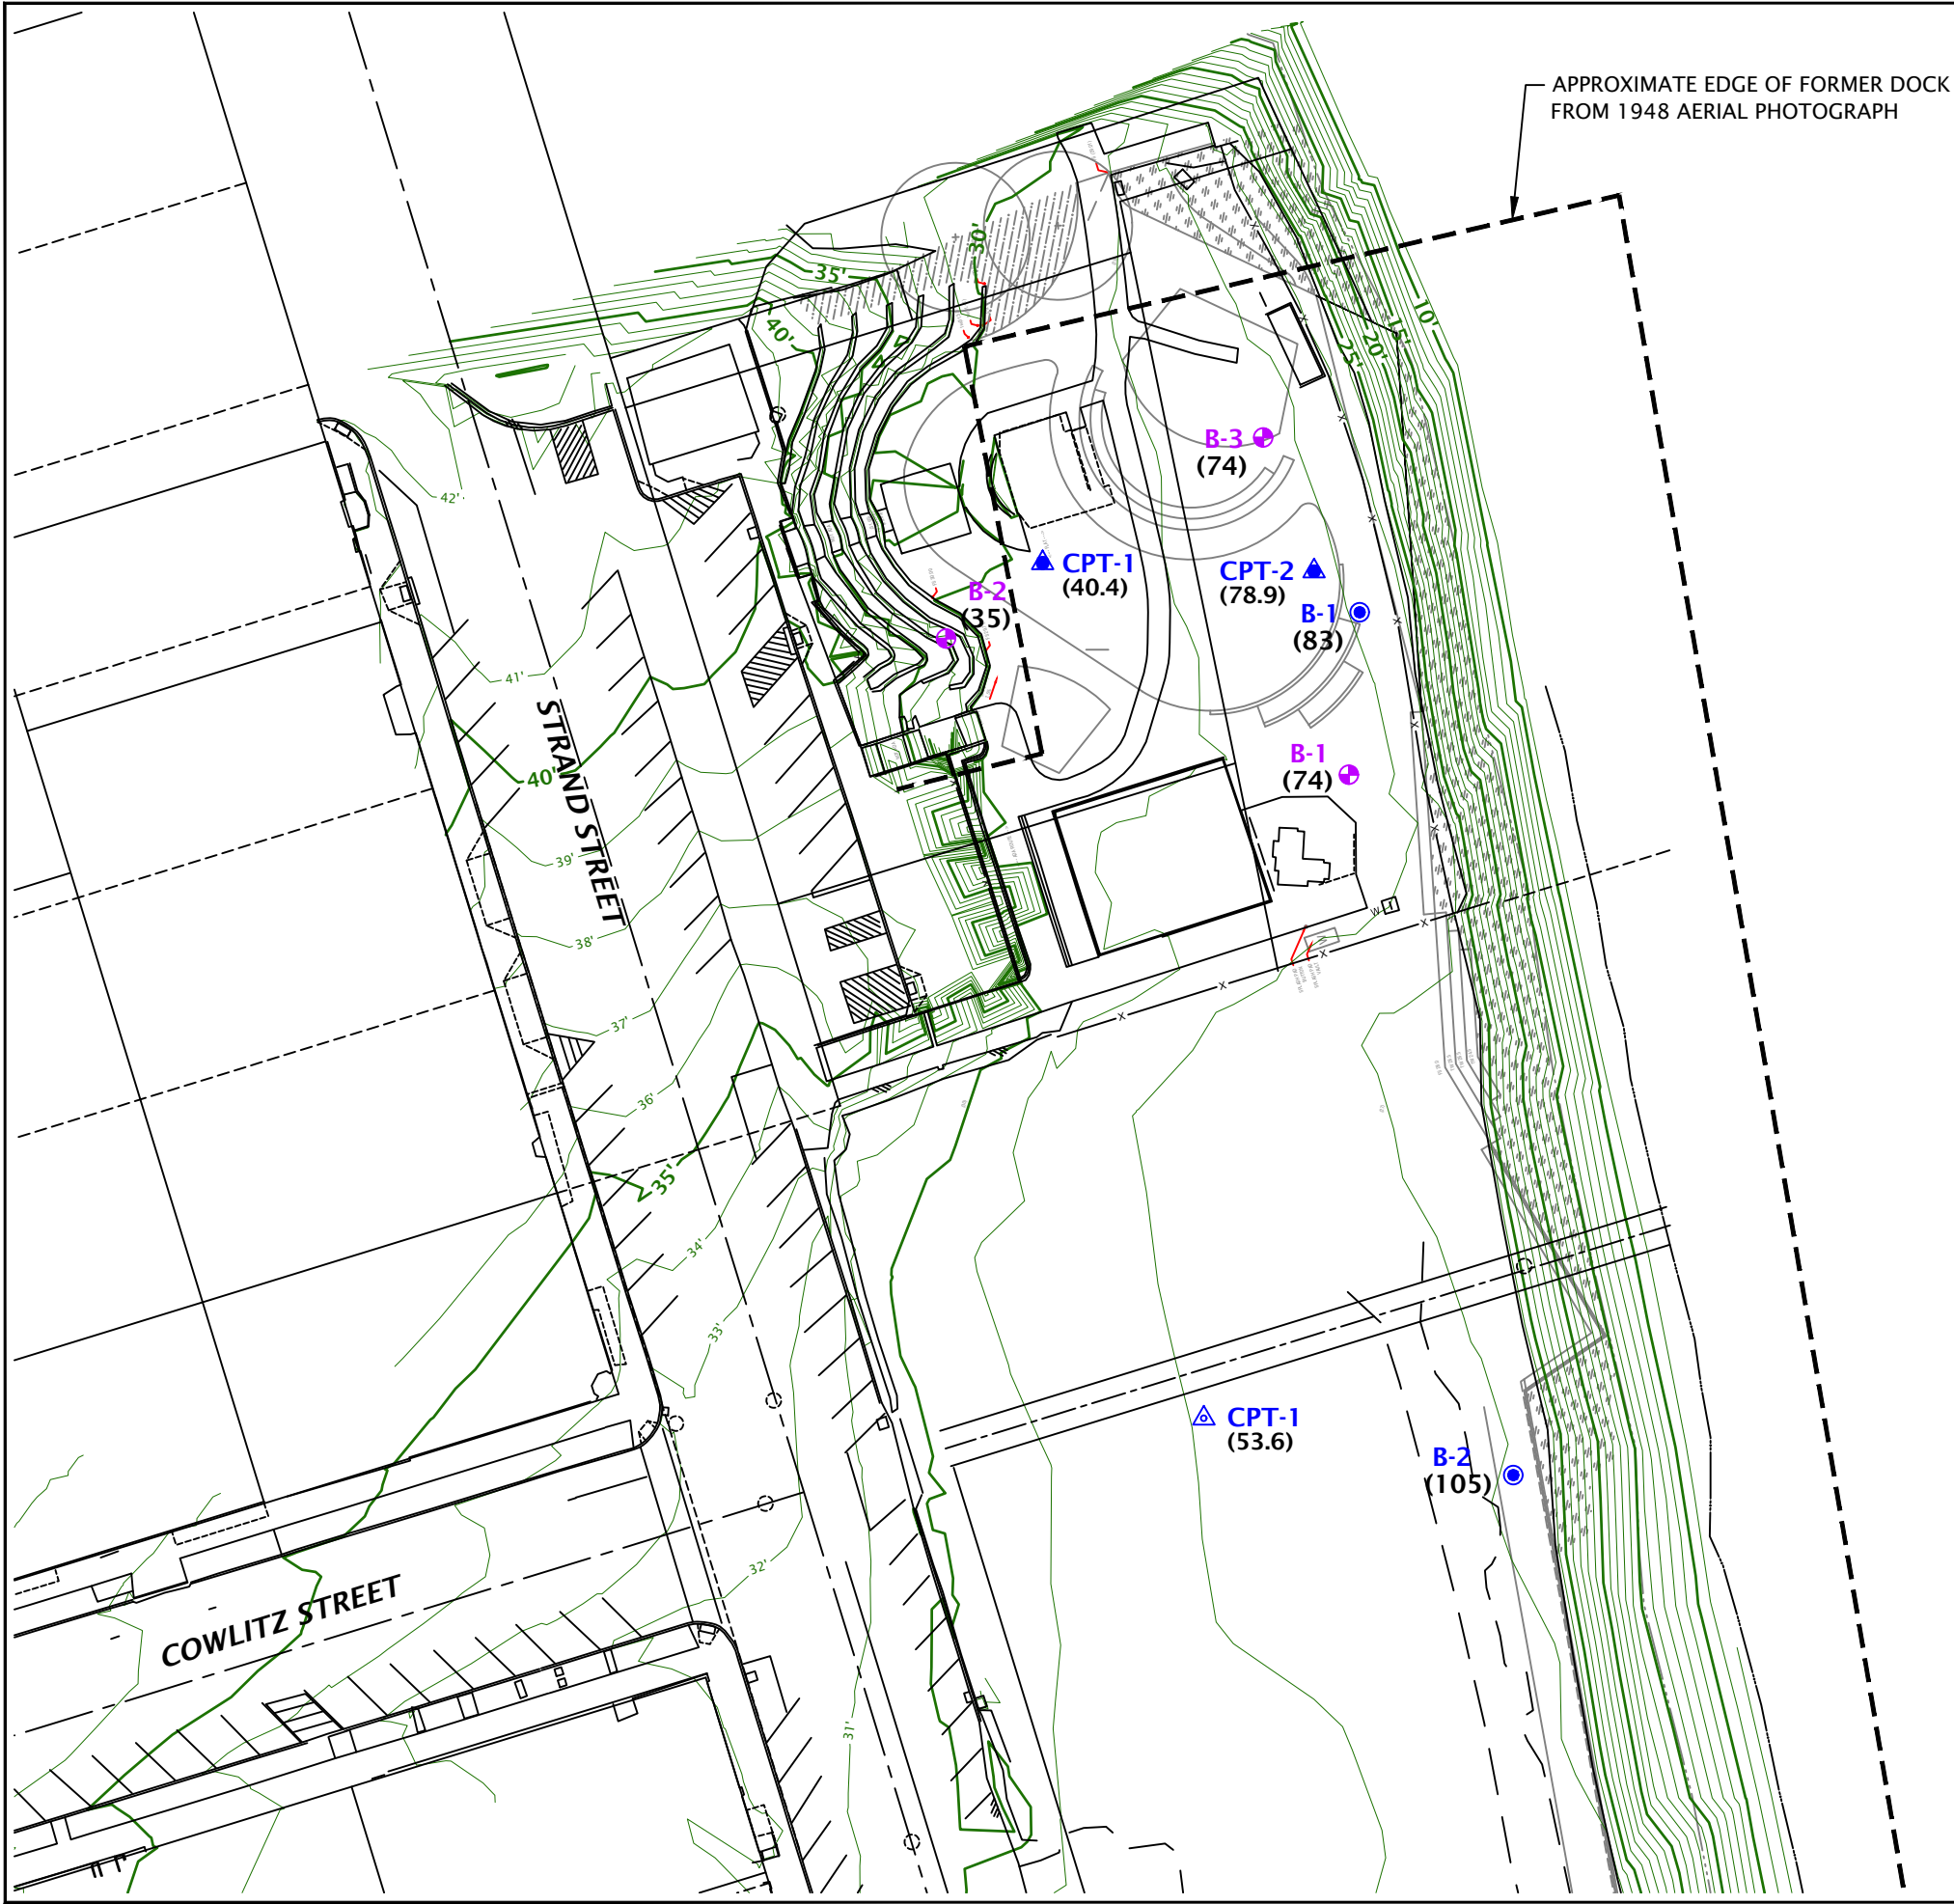 APPROXIMATE EDGE OF FORMER DOCK
FROM 1948 AERIAL PHOTOGRAPH
30'
35'
40'
10'
15'
20'
25'
B-3
(74)
42'
CPT-1
(40.4)
CPT-2
(78.9)
B-2
(35)
B-1
(83)
41'
STRAND STREET
40'
B-1
(74)
39'
38'
37'
36'
35'
34'
33'
CPT-1
(53.6)
B-2
(105)
32'
COWLITZ STREET
31'